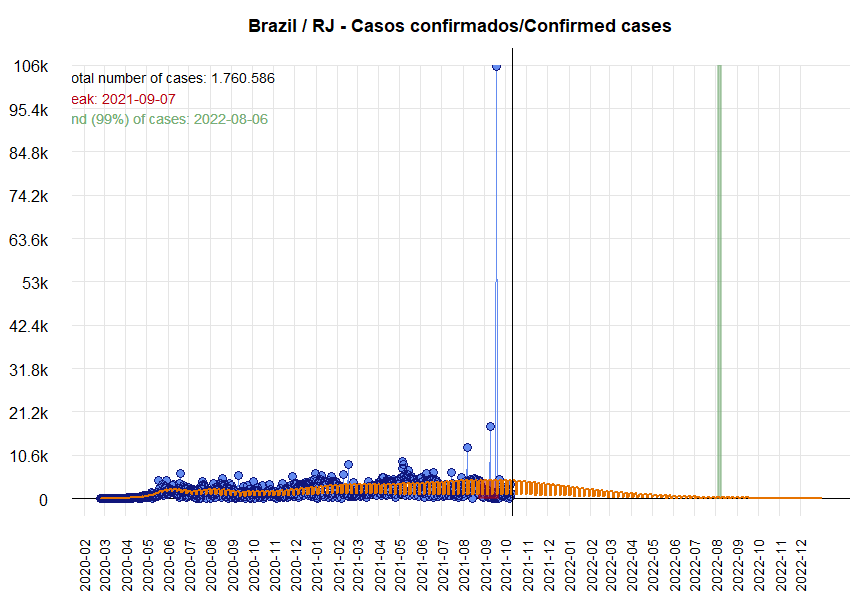 Brazil / RJ - Casos confirmados/Confirmed cases
106k
otal number of cases: 1.760.586
eak: 2021-09-07
95.4k
nd (99%) of cases: 2022-08-06
84.8k
74.2k
63.6k
53k
42.4k
31.8k
21.2k
10.6k
0
2020-02
2020-03
2020-04
2020-05
2020-06
2020-07
2020-08
2020-09
2020-10
2020-11
2020-12
2021-01
2021-02
2021-03
2021-04
2021-05
2021-06
2021-07
2021-08
2021-09
2021-10
2021-11
2021-12
2022-01
2022-02
2022-03
2022-04
2022-05
2022-06
2022-07
2022-08
2022-09
2022-10
2022-11
2022-12